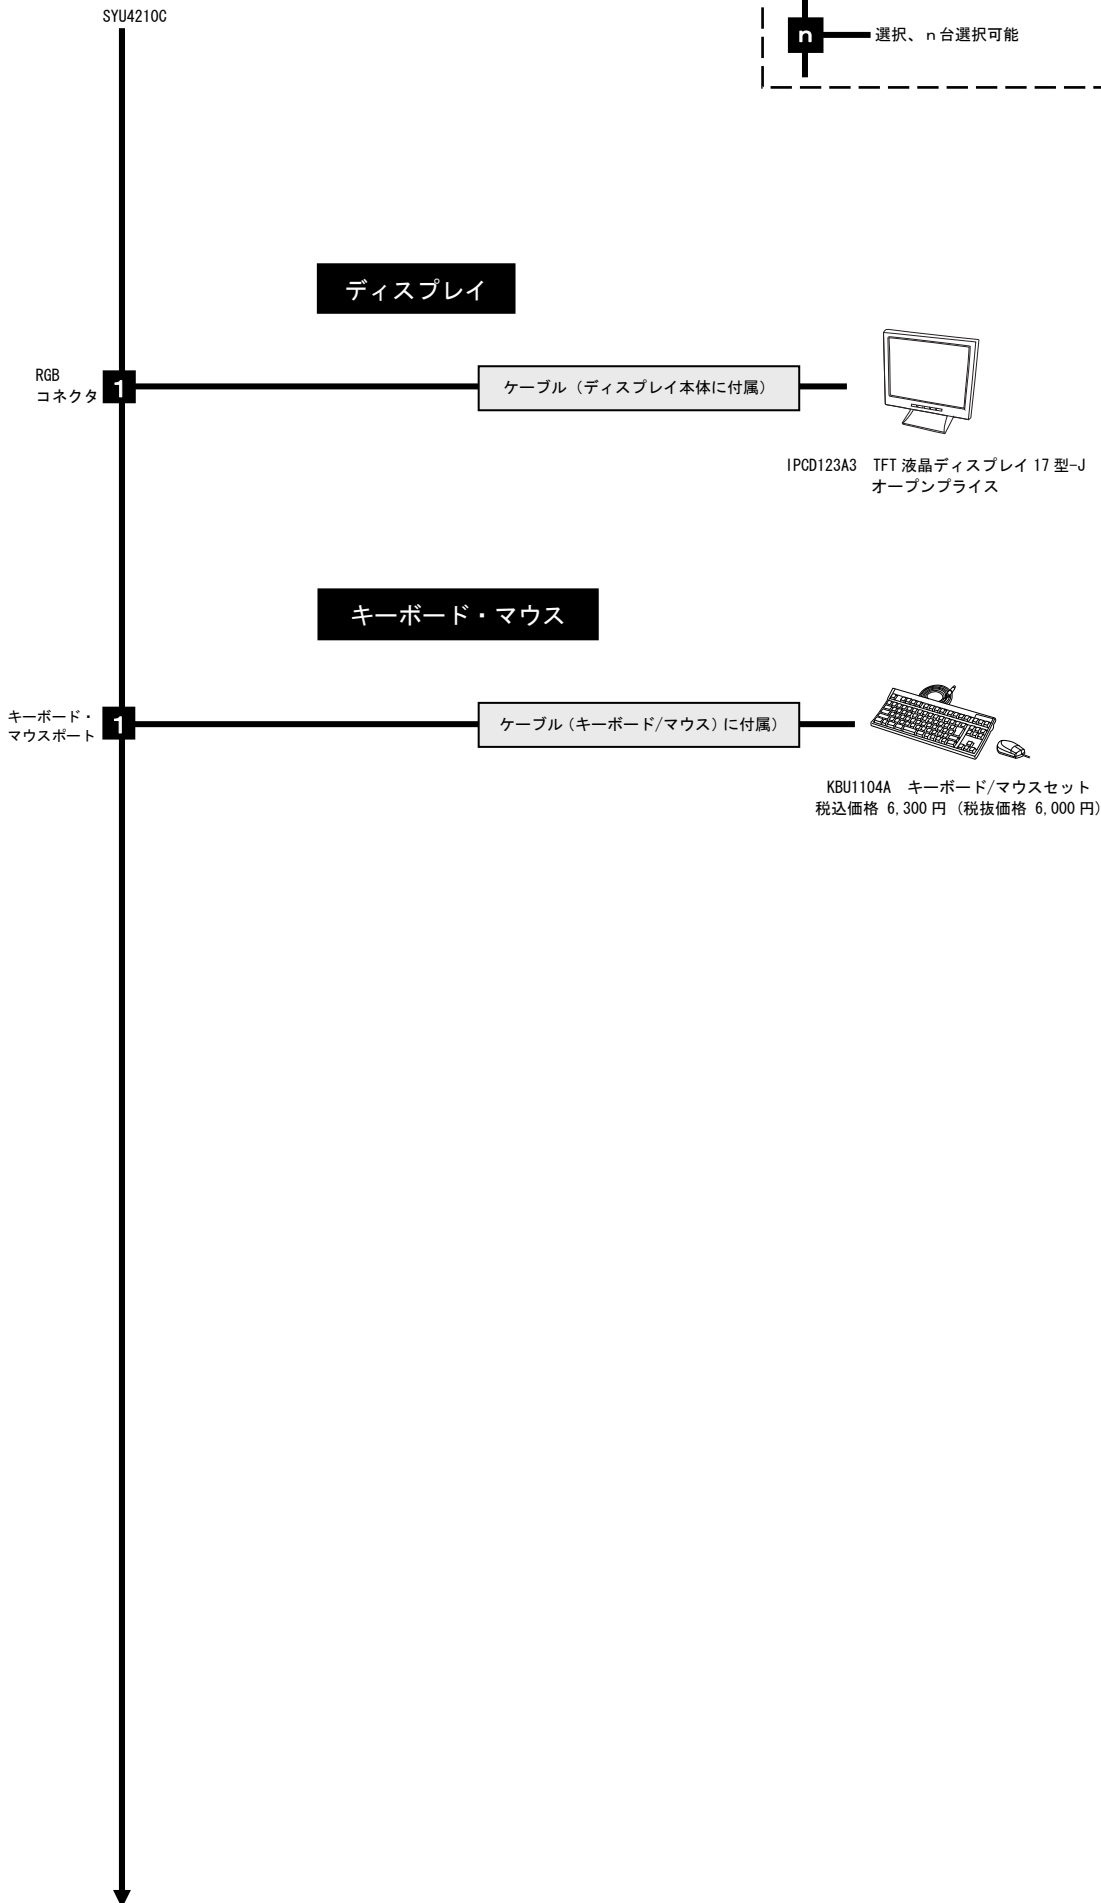 SYU4210C
n 選択、n台選択可能
ディスプレイ
RGB
コネクタ
1
ケーブル（ディスプレイ本体に付属）
IPCD123A3 TFT 液晶ディスプレイ 17 型-J
オープンプライス
キーボード・マウス
キーボード・
マウスポート
1
ケーブル（キーボード/マウス）に付属）
KBU1104A キーボード/マウスセット
税込価格 6,300 円（税抜価格 6,000 円）